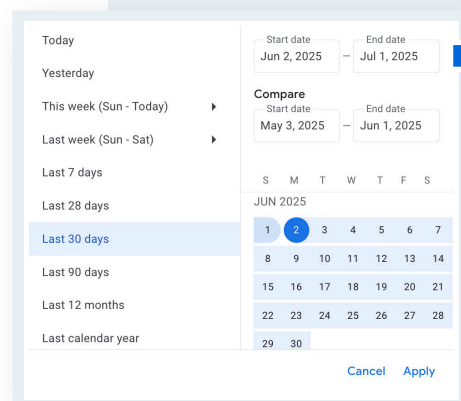 Today
Yesterday
This week (Sun - Today)
Last week (Sun - Sat)
Last 7 days
Last 28 days
Last 30 days
Last 90 days
Last 12 months
Last calendar year
Start date
End date
Jun 2, 2025 – Jul 1, 2025
Compare
Start date
End date
May 3, 2025 – Jun 1, 2025
S M T W T F S
JUN 2025
1 2 3 4 5 6 7
8 9 10 11 12 13 14
15 16 17 18 19 20 21
22 23 24 25 26 27 28
29 30
Cancel Apply